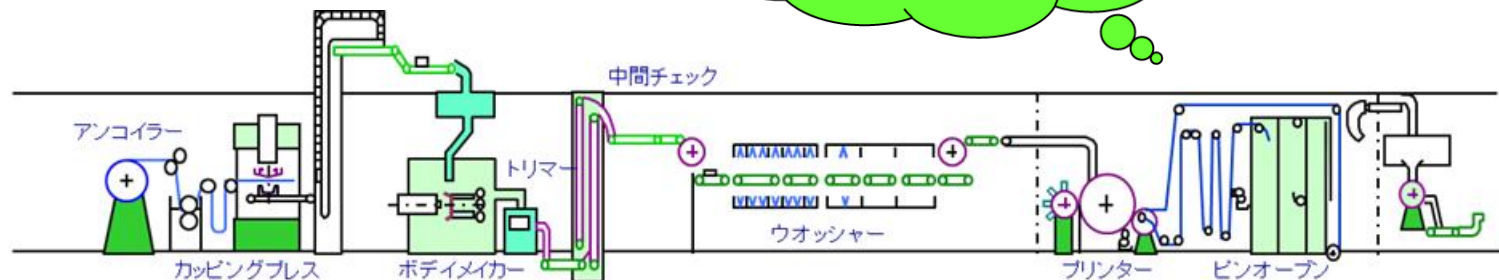 中間チェック
アンコイラー
トリマー
ウオッシャー
カッピングプレス
ボディメイカー
プリンター
ピンオーブン